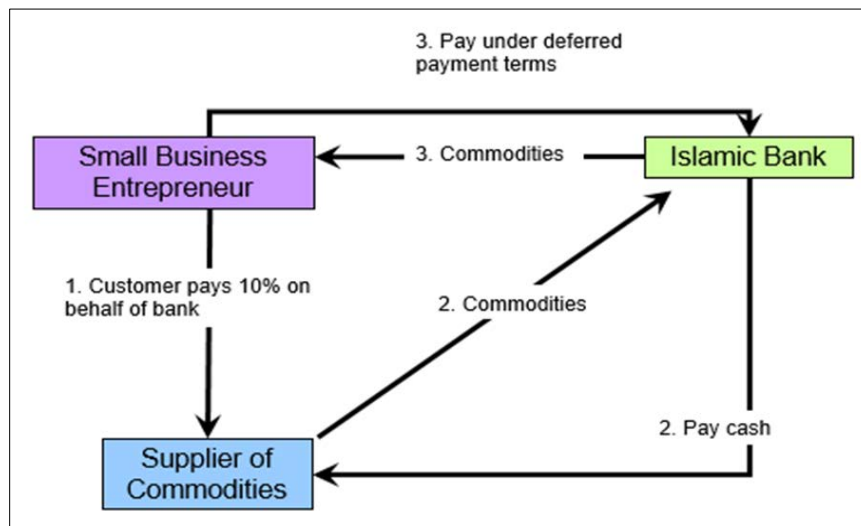 3. Pay under deferred
payment terms
Small Business
Entrepreneur
3. Commodities
Islamic Bank
1. Customer pays 10% on
behalf of bank
2. Commodities
2. Pay cash
Supplier of
Commodities